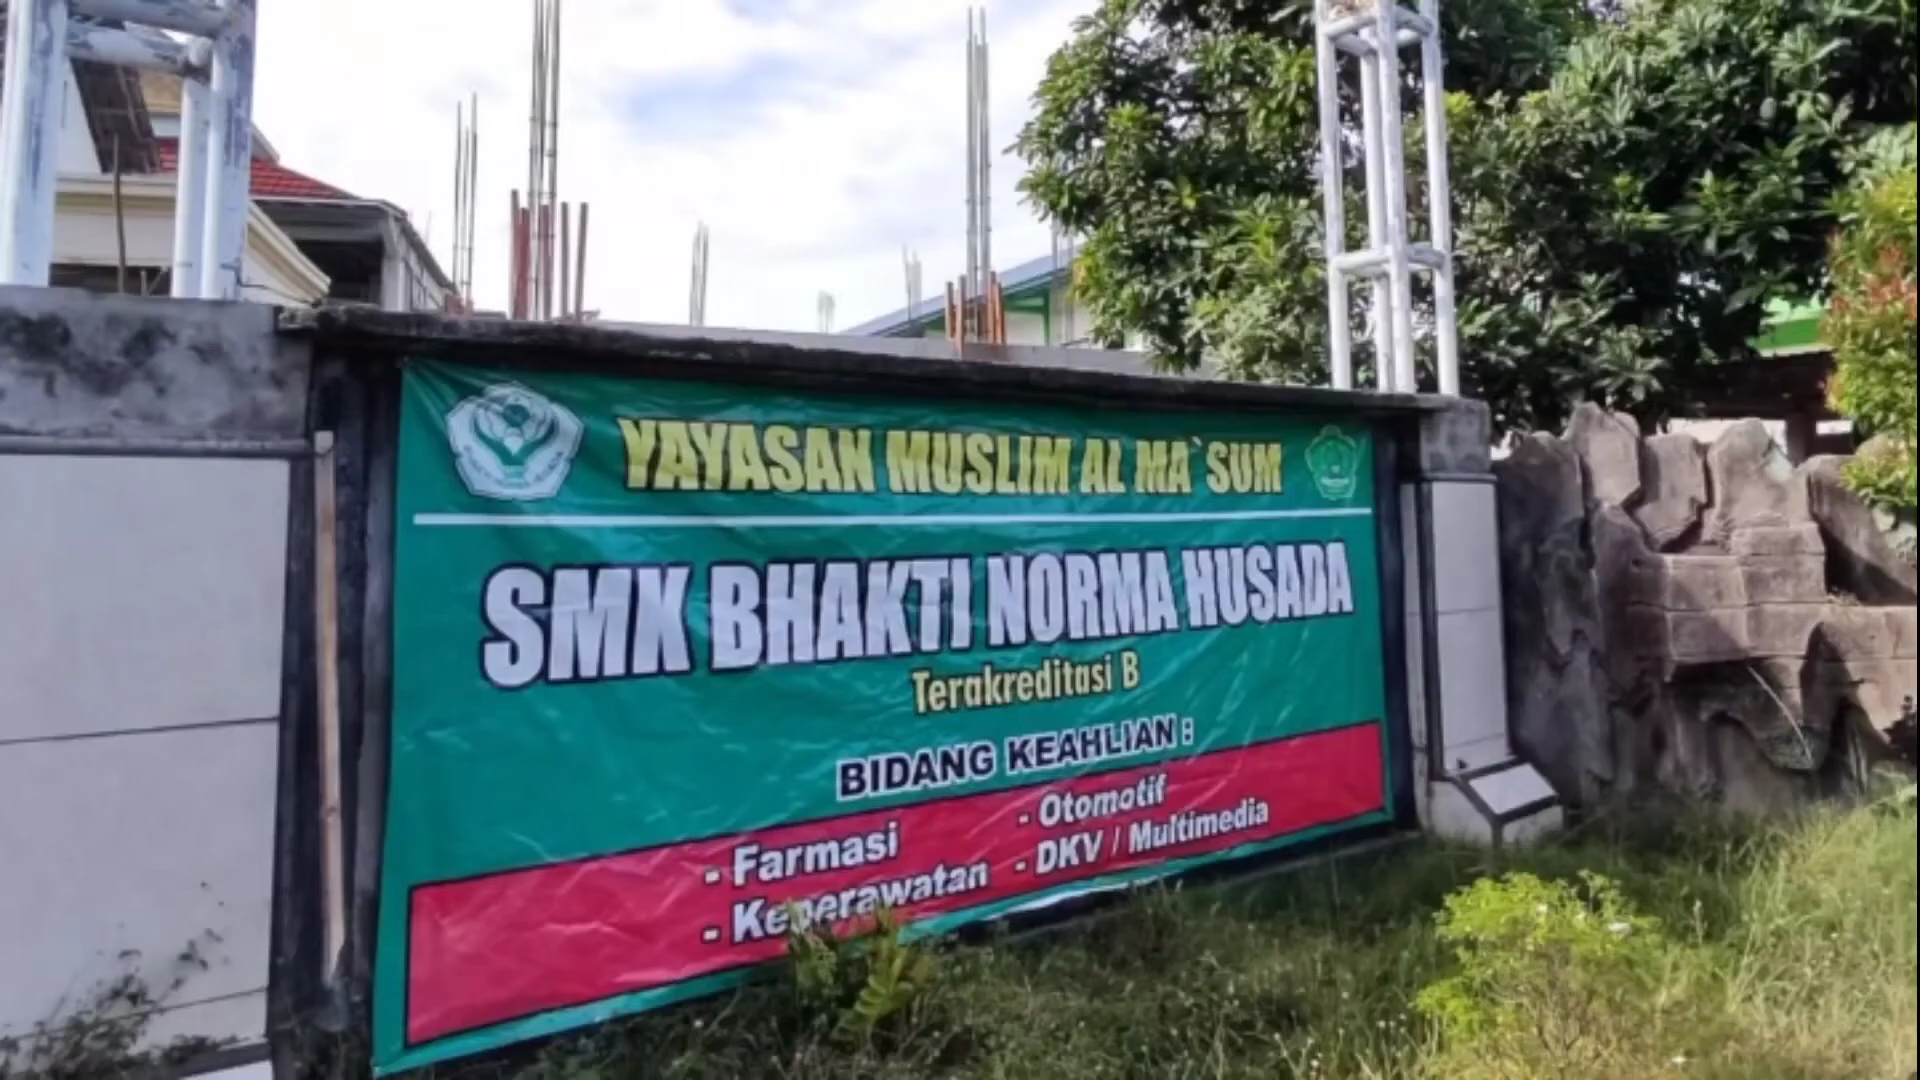 YAYASAN MUSLIM AL MA`SUM
SMK BHAKTI NORMA HUSADA
Terakreditasi B
BIDANG KEAHLIAN :
- Farmasi
- Keperawatan
- Otomotif
- DKV / Multimedia